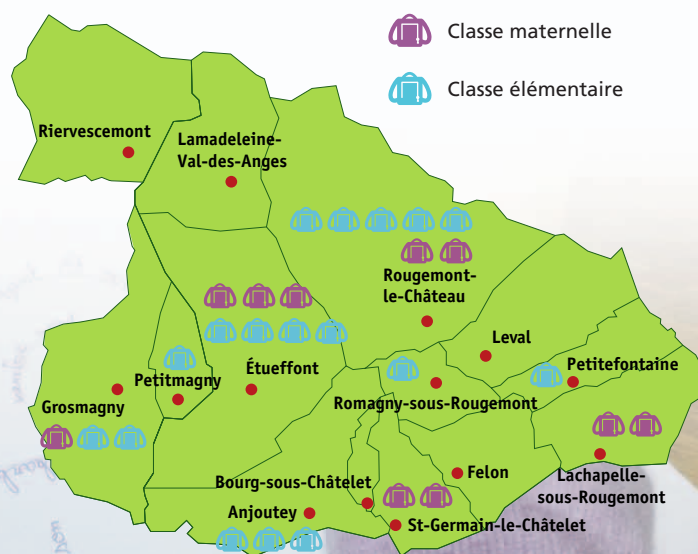 Classe maternelle
Classe élémentaire
Riervescemont
Lamadeleine-
Val-des-Anges
Rougemont-
le-Château
Leval
Petitefontaine
Étueffont
Petitmagny
Grosmagny
Romagny-sous-Rougemont
Lachapelle-
sous-Rougemont
Felon
Bourg-sous-Châtelet
Anjoutey
St-Germain-le-Châtelet